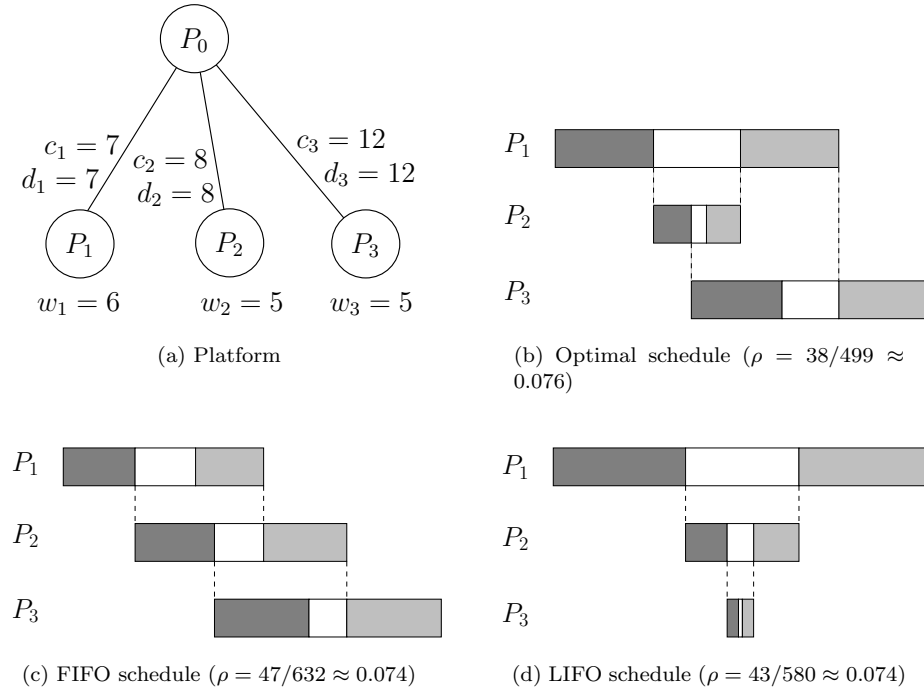 P₀
c₁ = 7
d₁ = 7
c₂ = 8
d₂ = 8
c₃ = 12
d₃ = 12
P₁
P₂
P₃
w₁ = 6
w₂ = 5
w₃ = 5
(a) Platform
P₁
P₂
P₃
(b) Optimal schedule (ρ = 38/499 ≈
0.076)
P₁
P₂
P₃
(c) FIFO schedule (ρ = 47/632 ≈ 0.074)
P₁
P₂
P₃
(d) LIFO schedule (ρ = 43/580 ≈ 0.074)